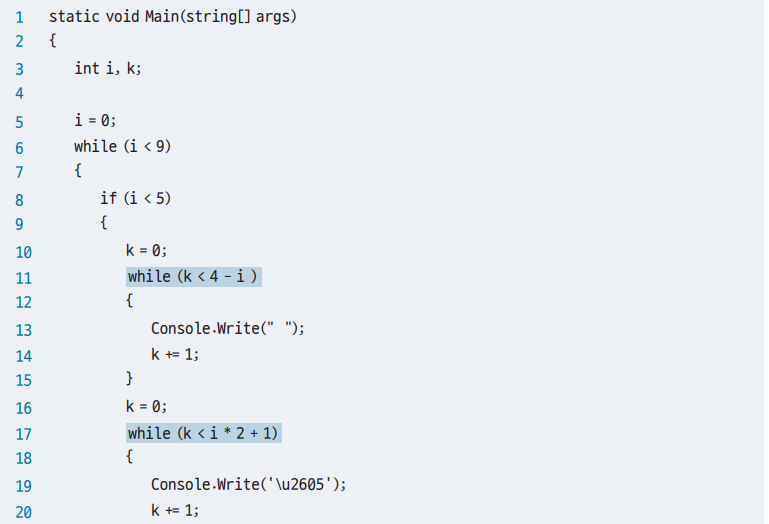 1 static void Main(string[] args)
2 {
3 int i, k;
4
5 i = 0;
6 while (i < 9)
7 {
8 if (i < 5)
9 {
10 k = 0;
11 while (k < 4 - i )
12 {
13 Console.Write("  ");
14 k += 1;
15 }
16 k = 0;
17 while (k < i * 2 + 1)
18 {
19 Console.Write('\u2605');
20 k += 1;